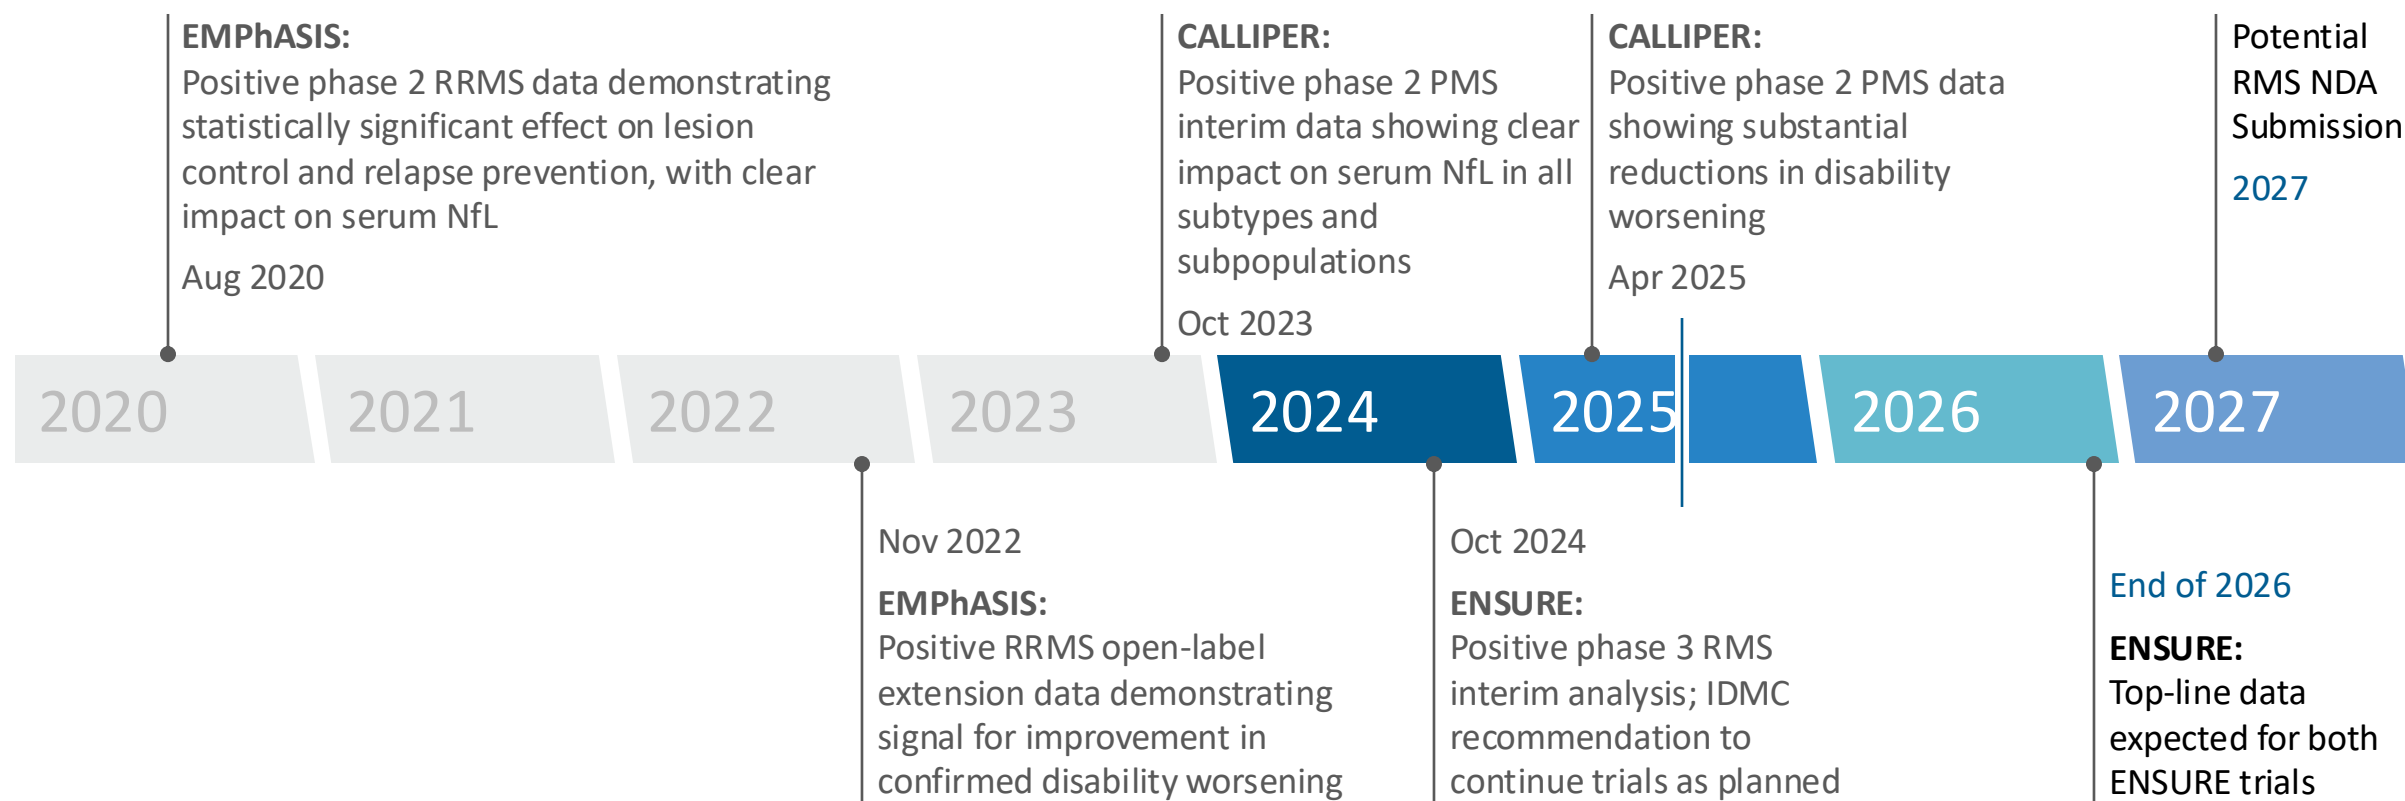 EMPhASIS:
Positive phase 2 RRMS data demonstrating
statistically significant effect on lesion
control and relapse prevention, with clear
impact on serum NfL
Aug 2020
CALLIPER:
Positive phase 2 PMS
interim data showing clear
impact on serum NfL in all
subtypes and
subpopulations
Oct 2023
CALLIPER:
Positive phase 2 PMS data
showing substantial
reductions in disability
worsening
Apr 2025
Potential
RMS NDA
Submission
2027
2020
2021
2022
2023
2024
2025
2026
2027
Nov 2022
EMPhASIS:
Positive RRMS open-label
extension data demonstrating
signal for improvement in
confirmed disability worsening
Oct 2024
ENSURE:
Positive phase 3 RMS
interim analysis; IDMC
recommendation to
continue trials as planned
End of 2026
ENSURE:
Top-line data
expected for both
ENSURE trials